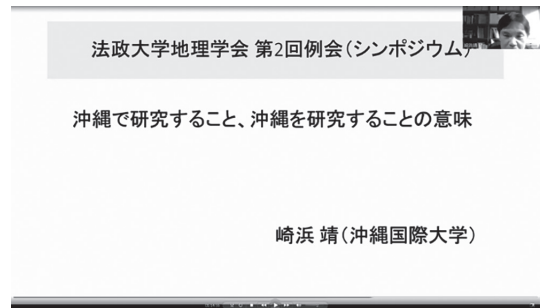 法政大学地理学会 第2回例会(シンポジウム)
沖縄で研究すること、沖縄を研究することの意味
崎浜 靖(沖縄国際大学)